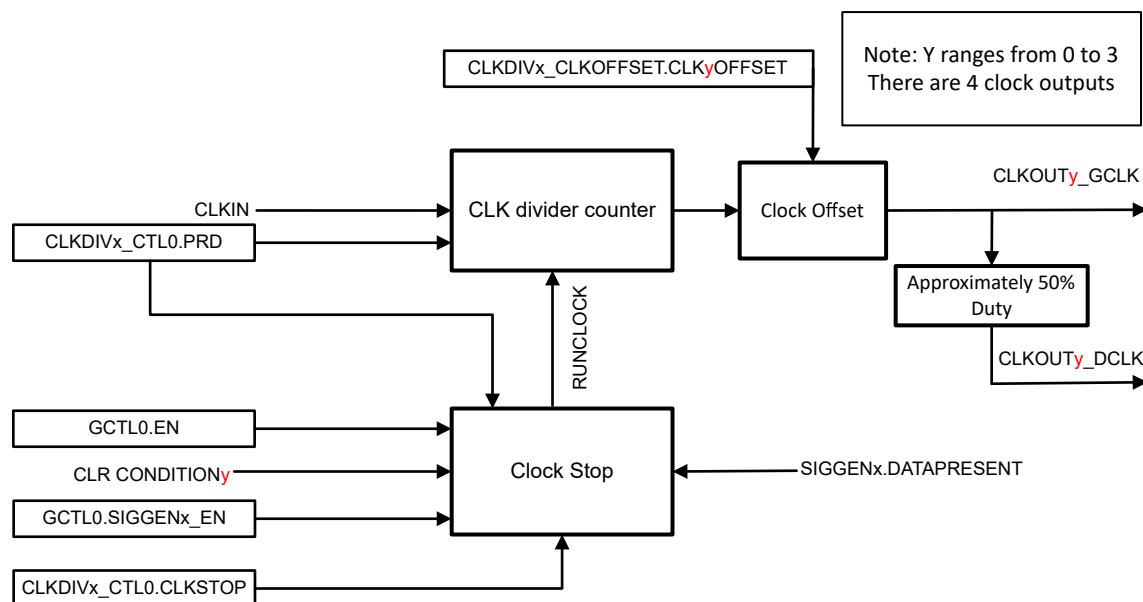 CLKDIVx_CLKOFFSET.CLKyOFFSET
Note: Y ranges from 0 to 3
There are 4 clock outputs
CLKIN
CLKDIVx_CTL0.PRD
CLK divider counter
Clock Offset
CLKOUTy_GCLK
Approximately 50%
Duty
CLKOUTy_DCLK
RUNCLOCK
GCTL0.EN
CLR CONDITIONy
GCTL0.SIGGENx_EN
CLKDIVx_CTL0.CLKSTOP
Clock Stop
SIGGENx.DATAPRESENT